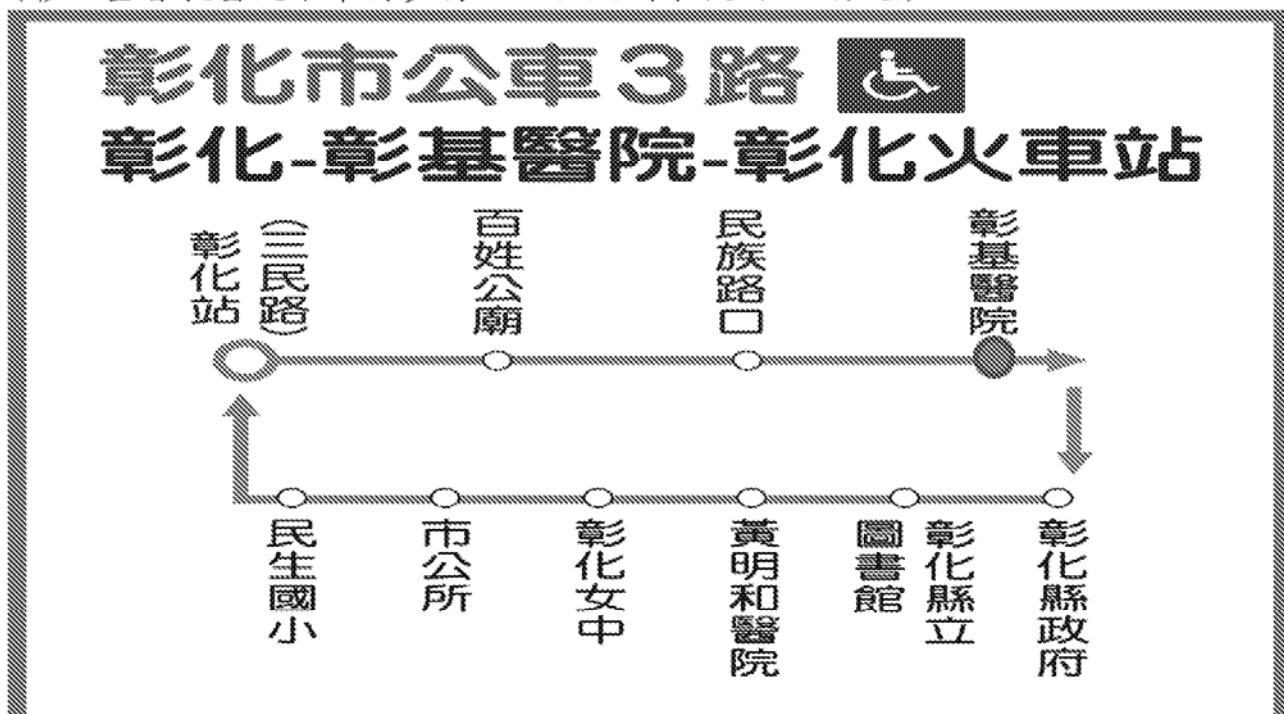 彰化市公車3路
彰化-彰基醫院-彰化火車站
彰化站
(三民路)
百姓公廟
民族路口
彰基醫院
民生國小
市公所
彰化女中
黃明和醫院
彰化縣立
圖書館
彰化縣政府